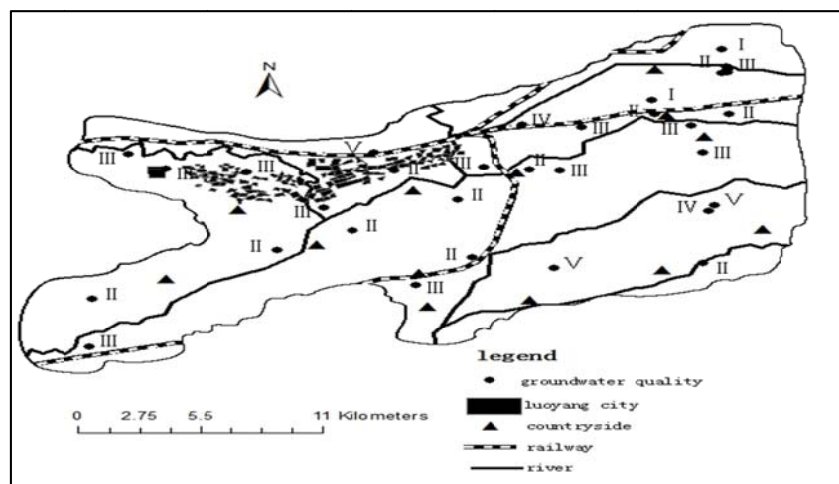 N
I
II III
I
II II
IV III III
V
III III II III II III III
III
III II
II
IV V
II
II V II
II III
III
legend
groundwater quality
luoyang city
countryside
railway
river
0 2.75 5.5 11 Kilometers